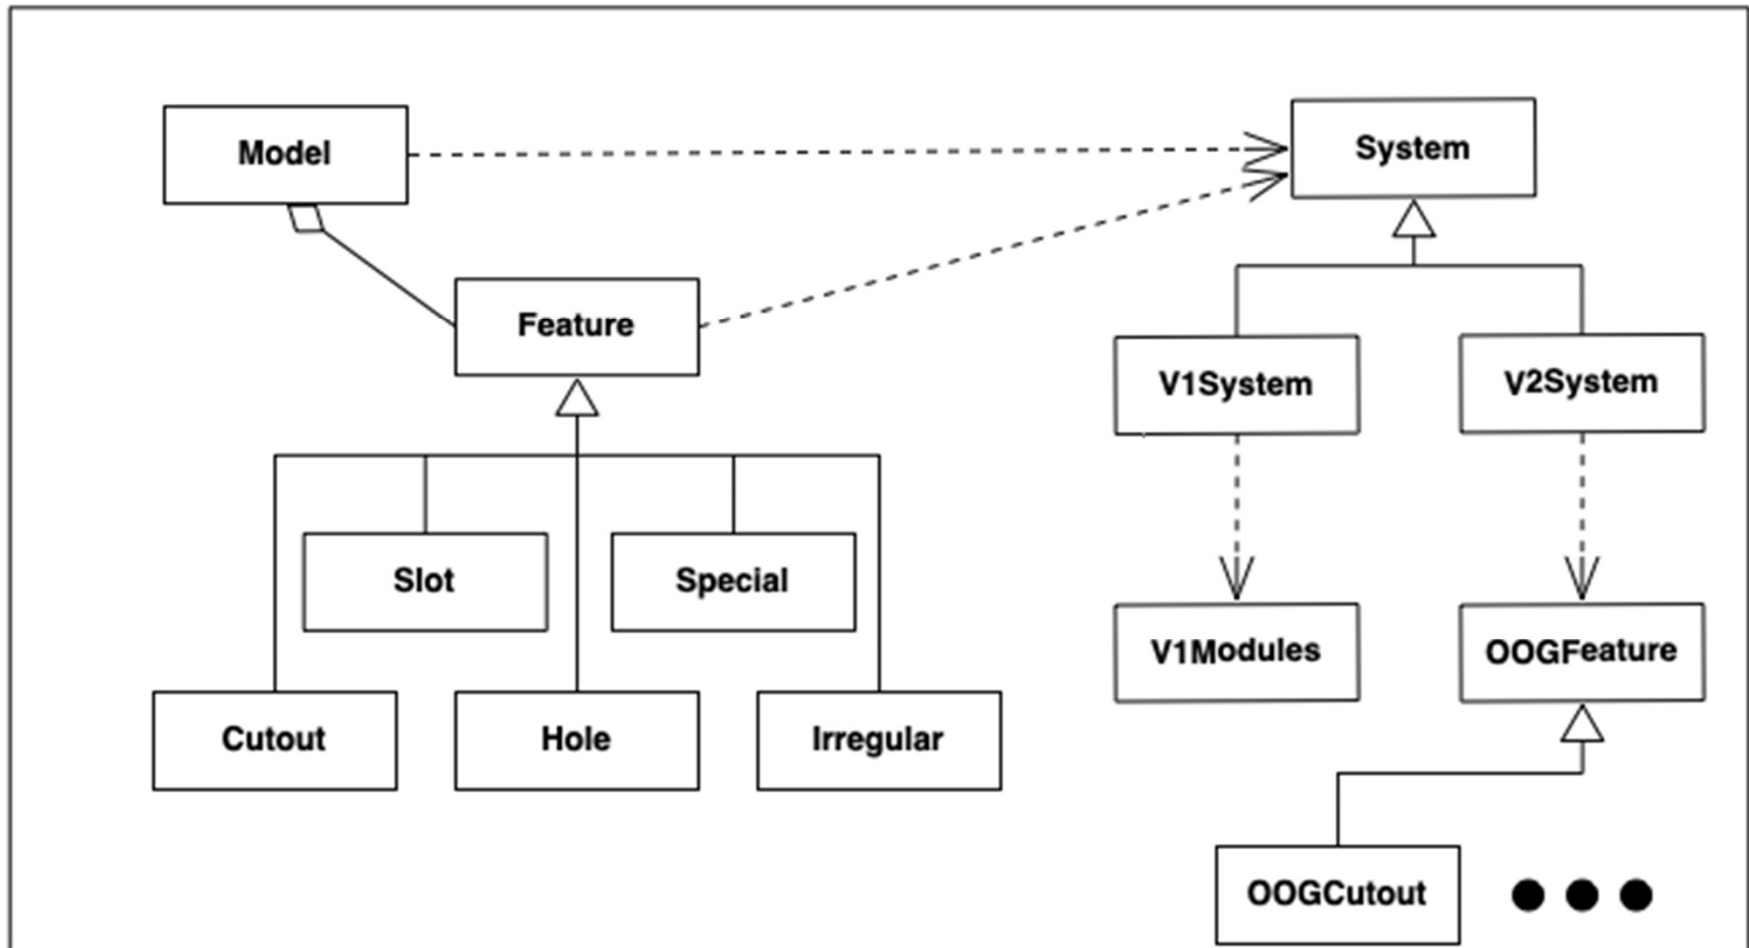 Model
System
Feature
V1System
V2System
Slot
Special
V1Modules
OOGFeature
Cutout
Hole
Irregular
OOGCutout